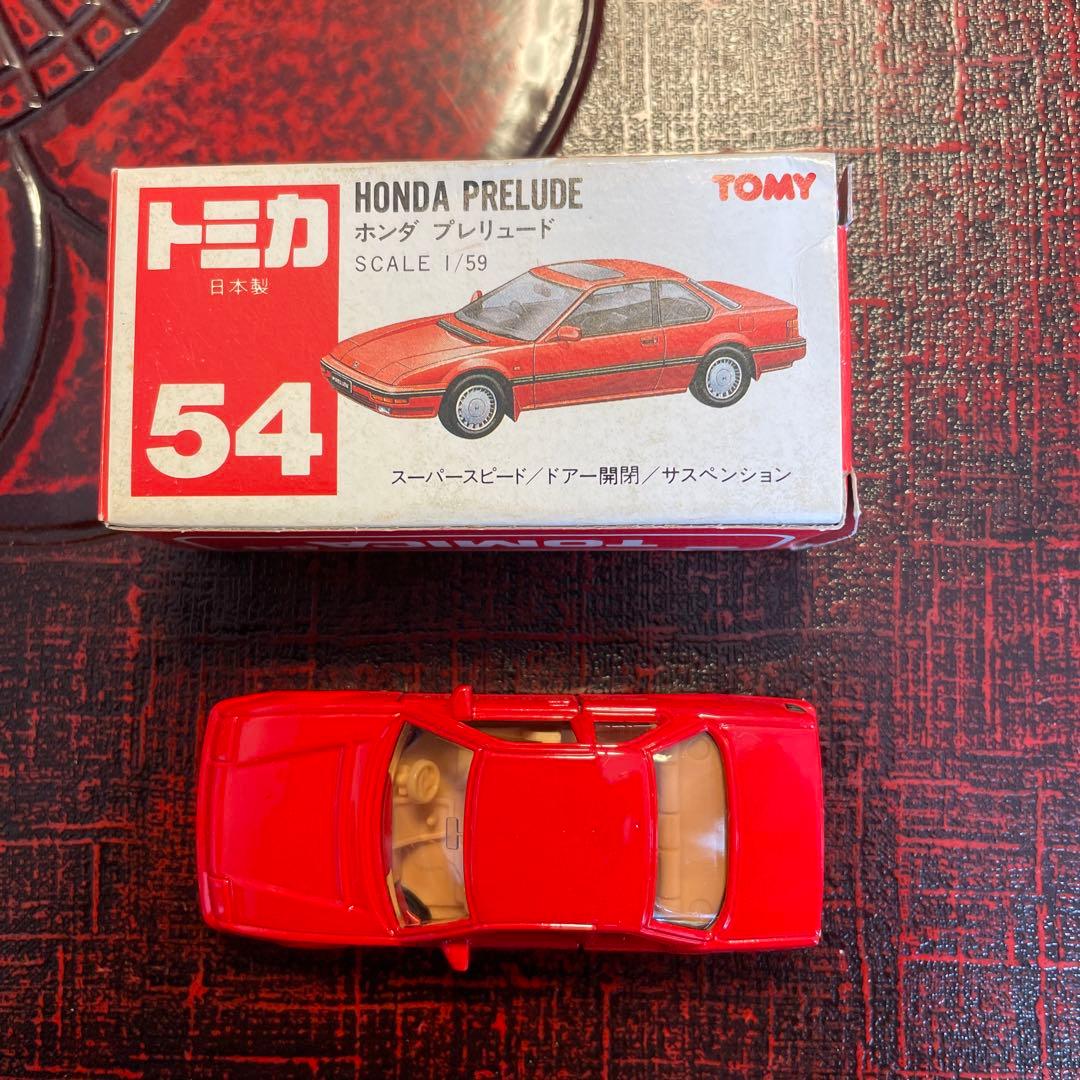 トミカ
日本製
54
HONDA PRELUDE
ホンダ プレリュード
SCALE 1/59
TOMY
PRELUDE
スーパースピード/ドアー開閉/サスペンション
TOMICA